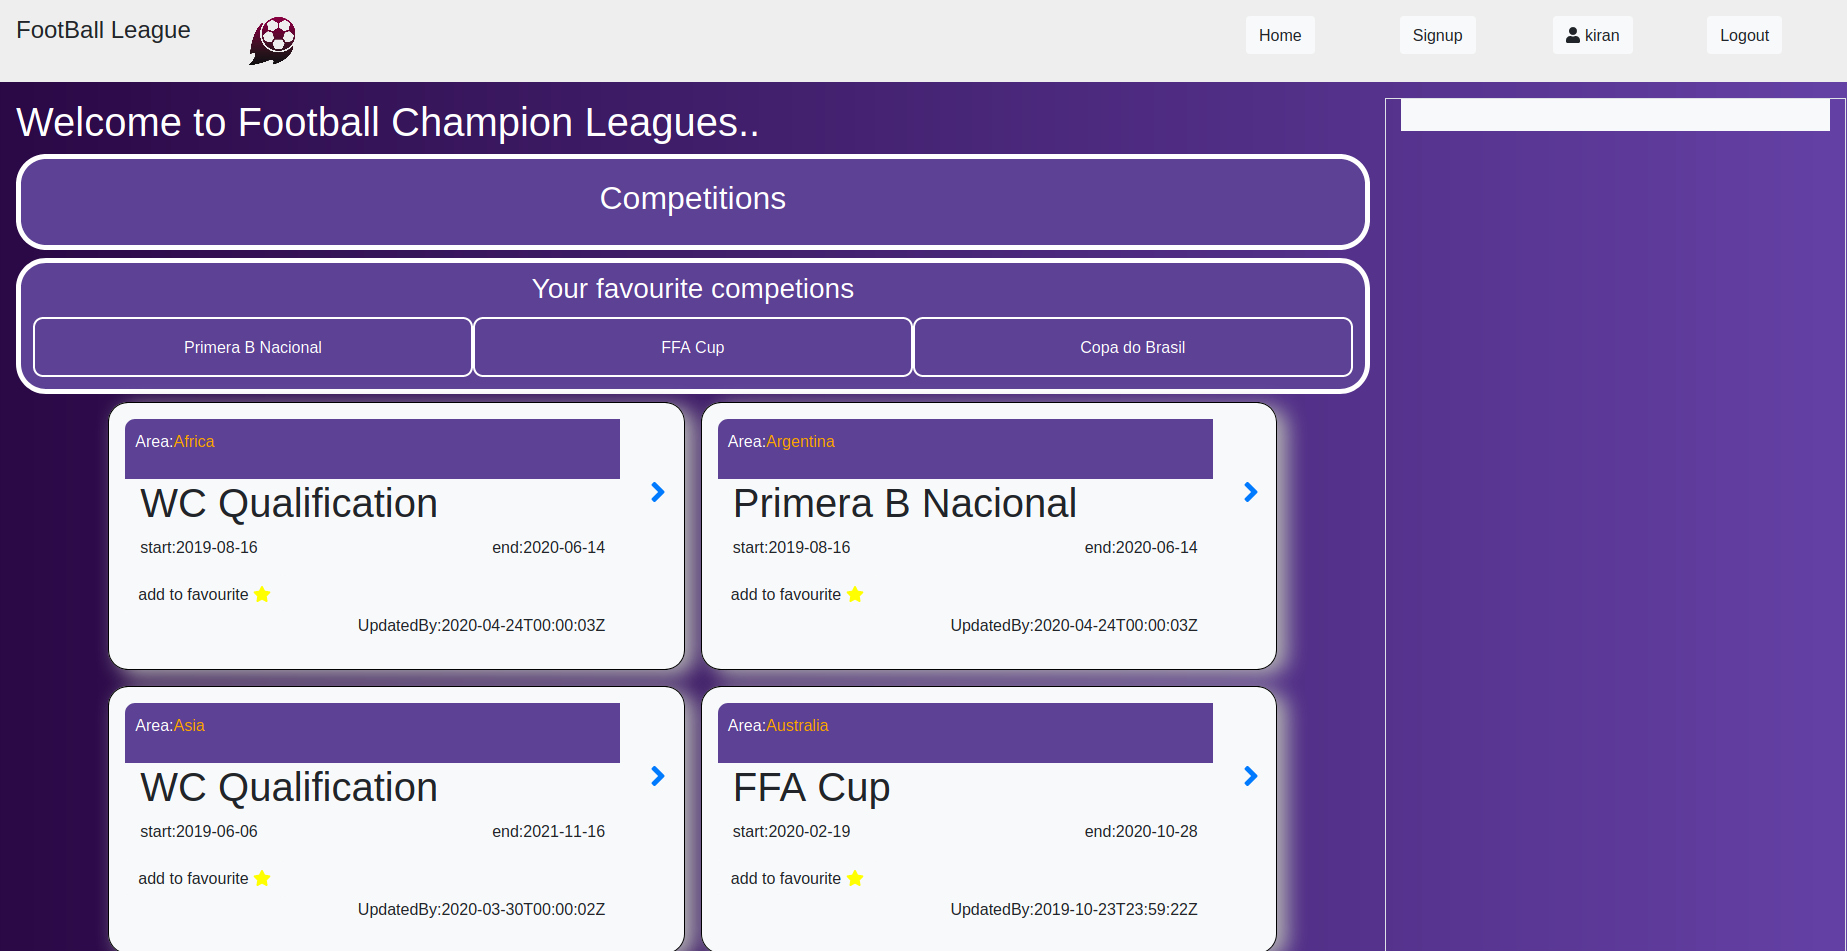 FootBall League
Home
Signup
kiran
Logout
Welcome to Football Champion Leagues..
Competitions
Your favourite competions
Primera B Nacional
FFA Cup
Copa do Brasil
Area:Africa
WC Qualification
start:2019-08-16 end:2020-06-14
add to favourite
UpdatedBy:2020-04-24T00:00:03Z
Area:Argentina
Primera B Nacional
start:2019-08-16 end:2020-06-14
add to favourite
UpdatedBy:2020-04-24T00:00:03Z
Area:Asia
WC Qualification
start:2019-06-06 end:2021-11-16
add to favourite
UpdatedBy:2020-03-30T00:00:02Z
Area:Australia
FFA Cup
start:2020-02-19 end:2020-10-28
add to favourite
UpdatedBy:2019-10-23T23:59:22Z